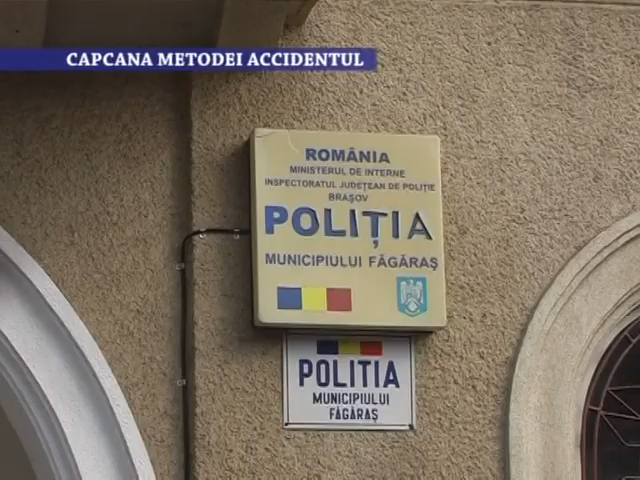 CAPCANA METODEI ACCIDENTUL
ROMÂNIA
MINISTERUL DE INTERNE
INSPECTORATUL JUDEȚEAN DE POLIȚIE
BRAȘOV
POLIȚIA
MUNICIPIULUI FĂGĂRAȘ
POLITIA
MUNICIPIULUI
FĂGĂRAȘ